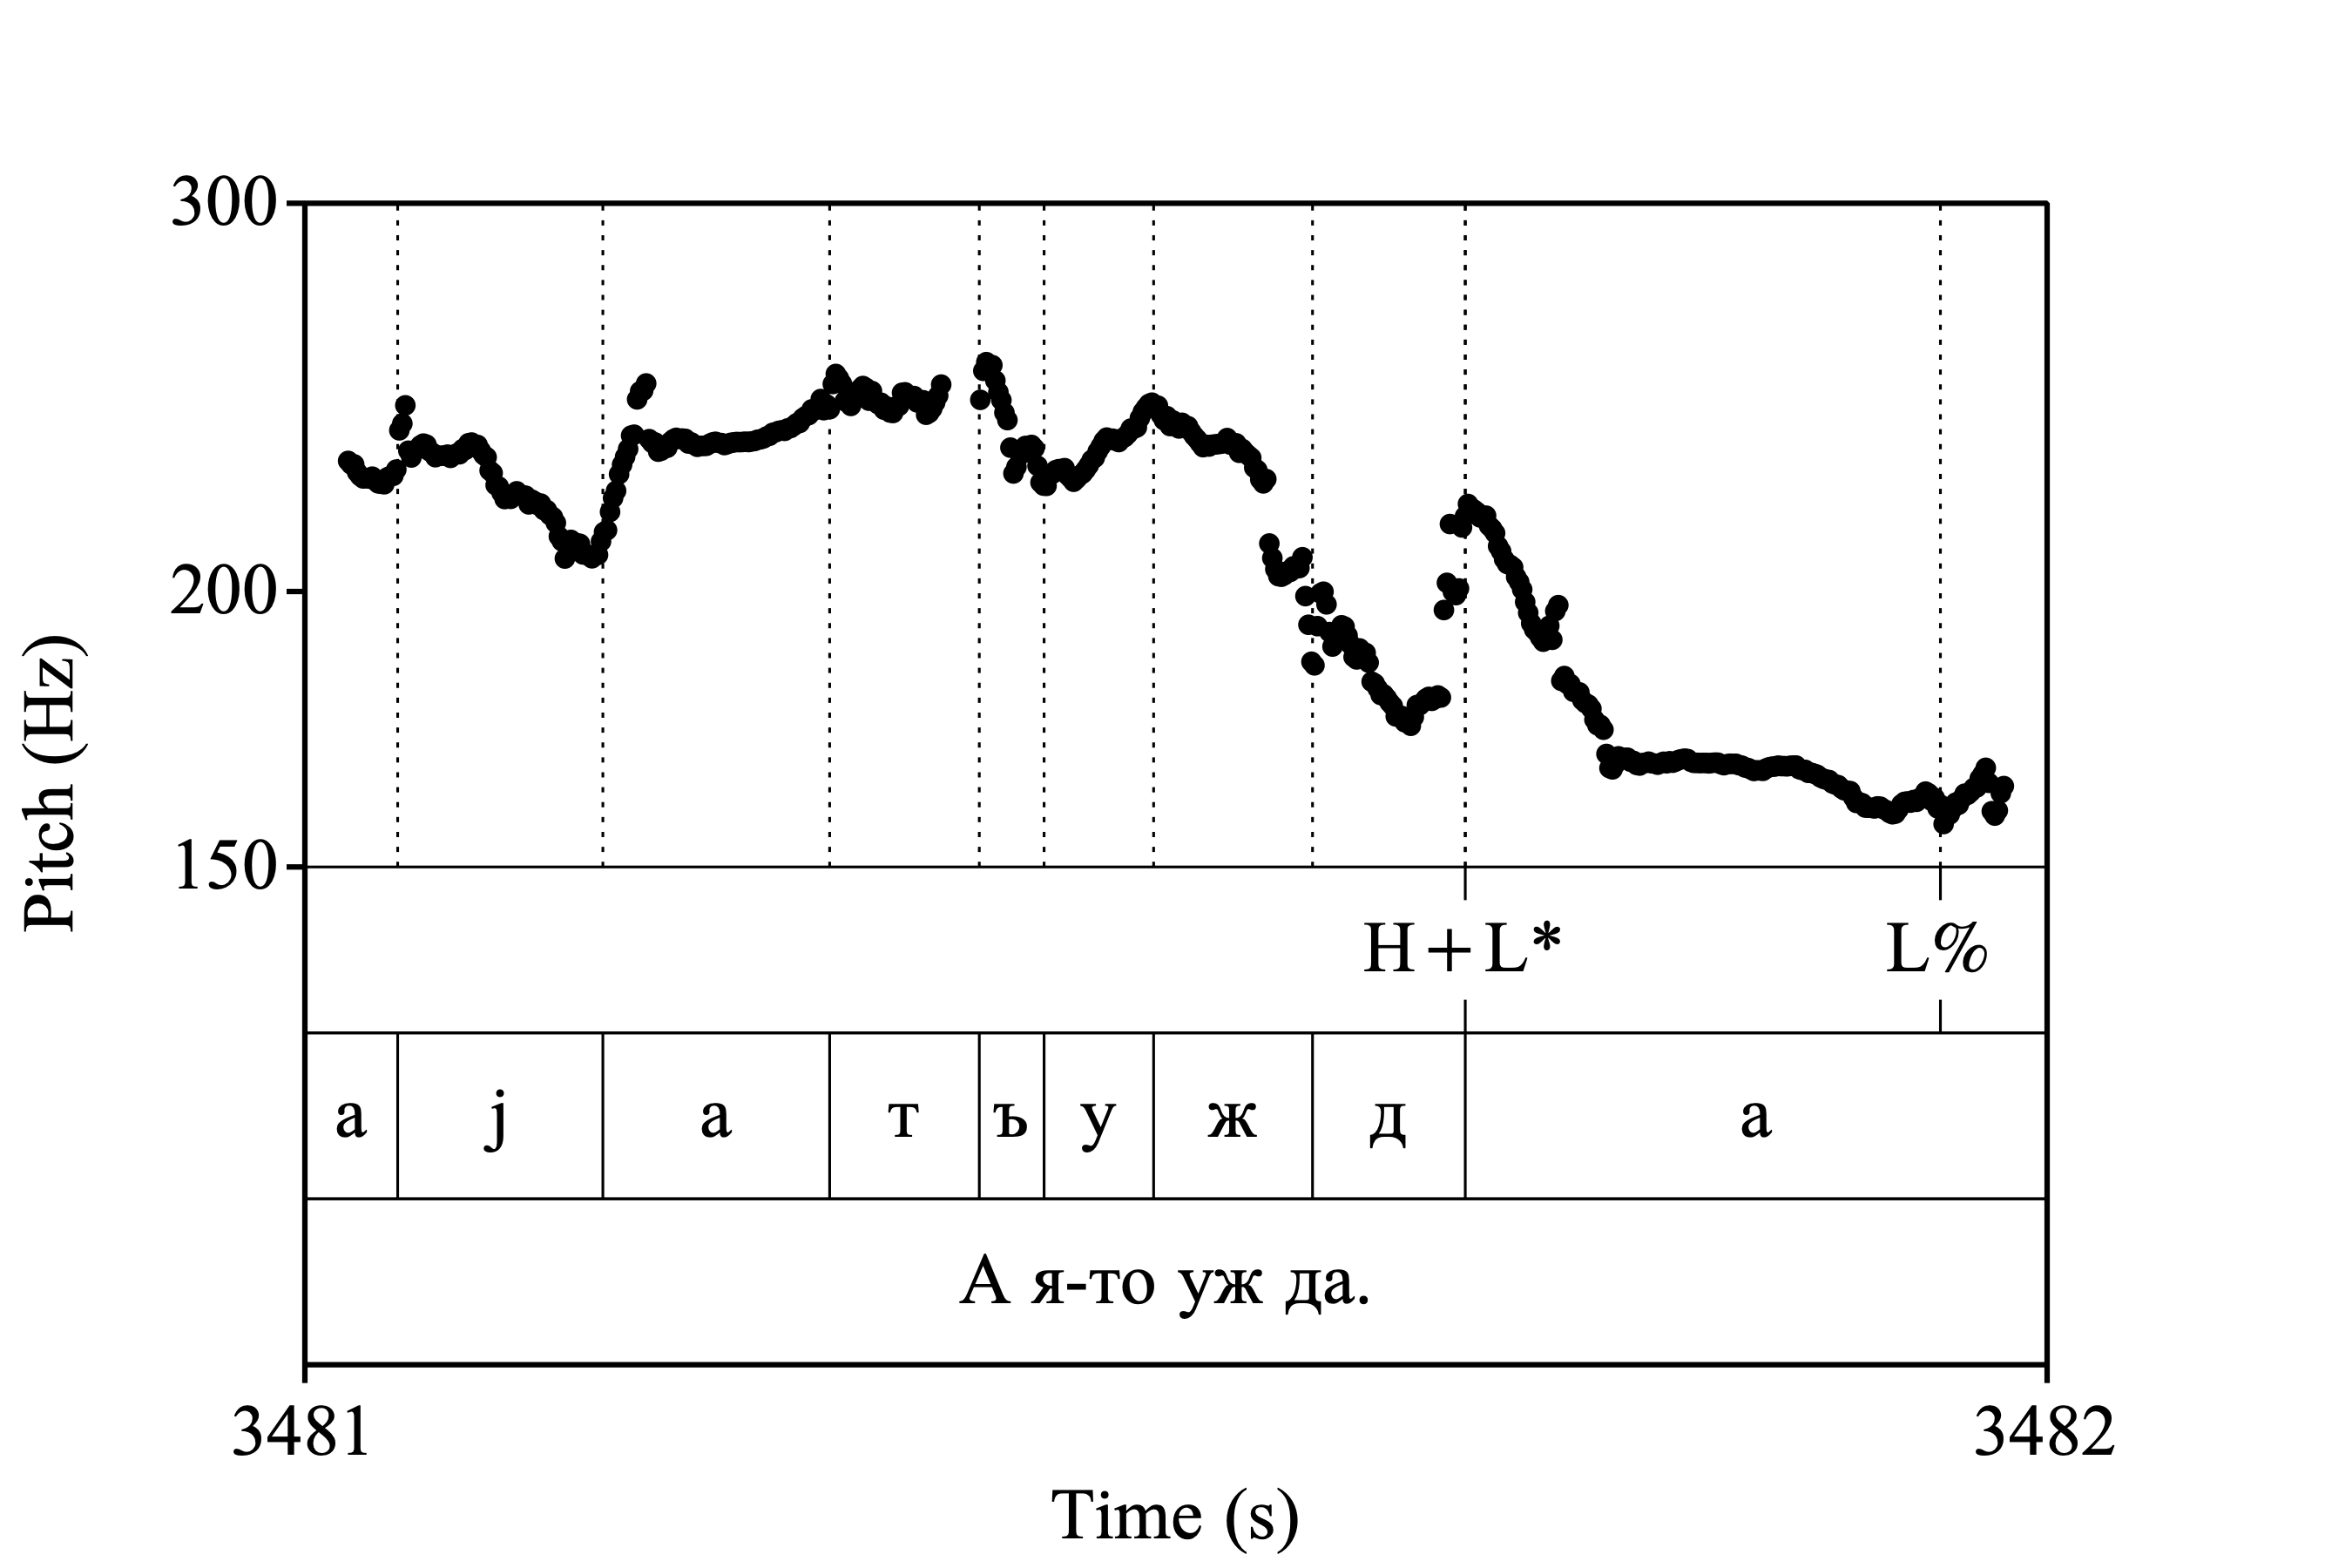 300
200
150
Pitch (Hz)
H+L* L%
а j а т ь у ж д а
А я-то уж да.
3481 3482
Time (s)